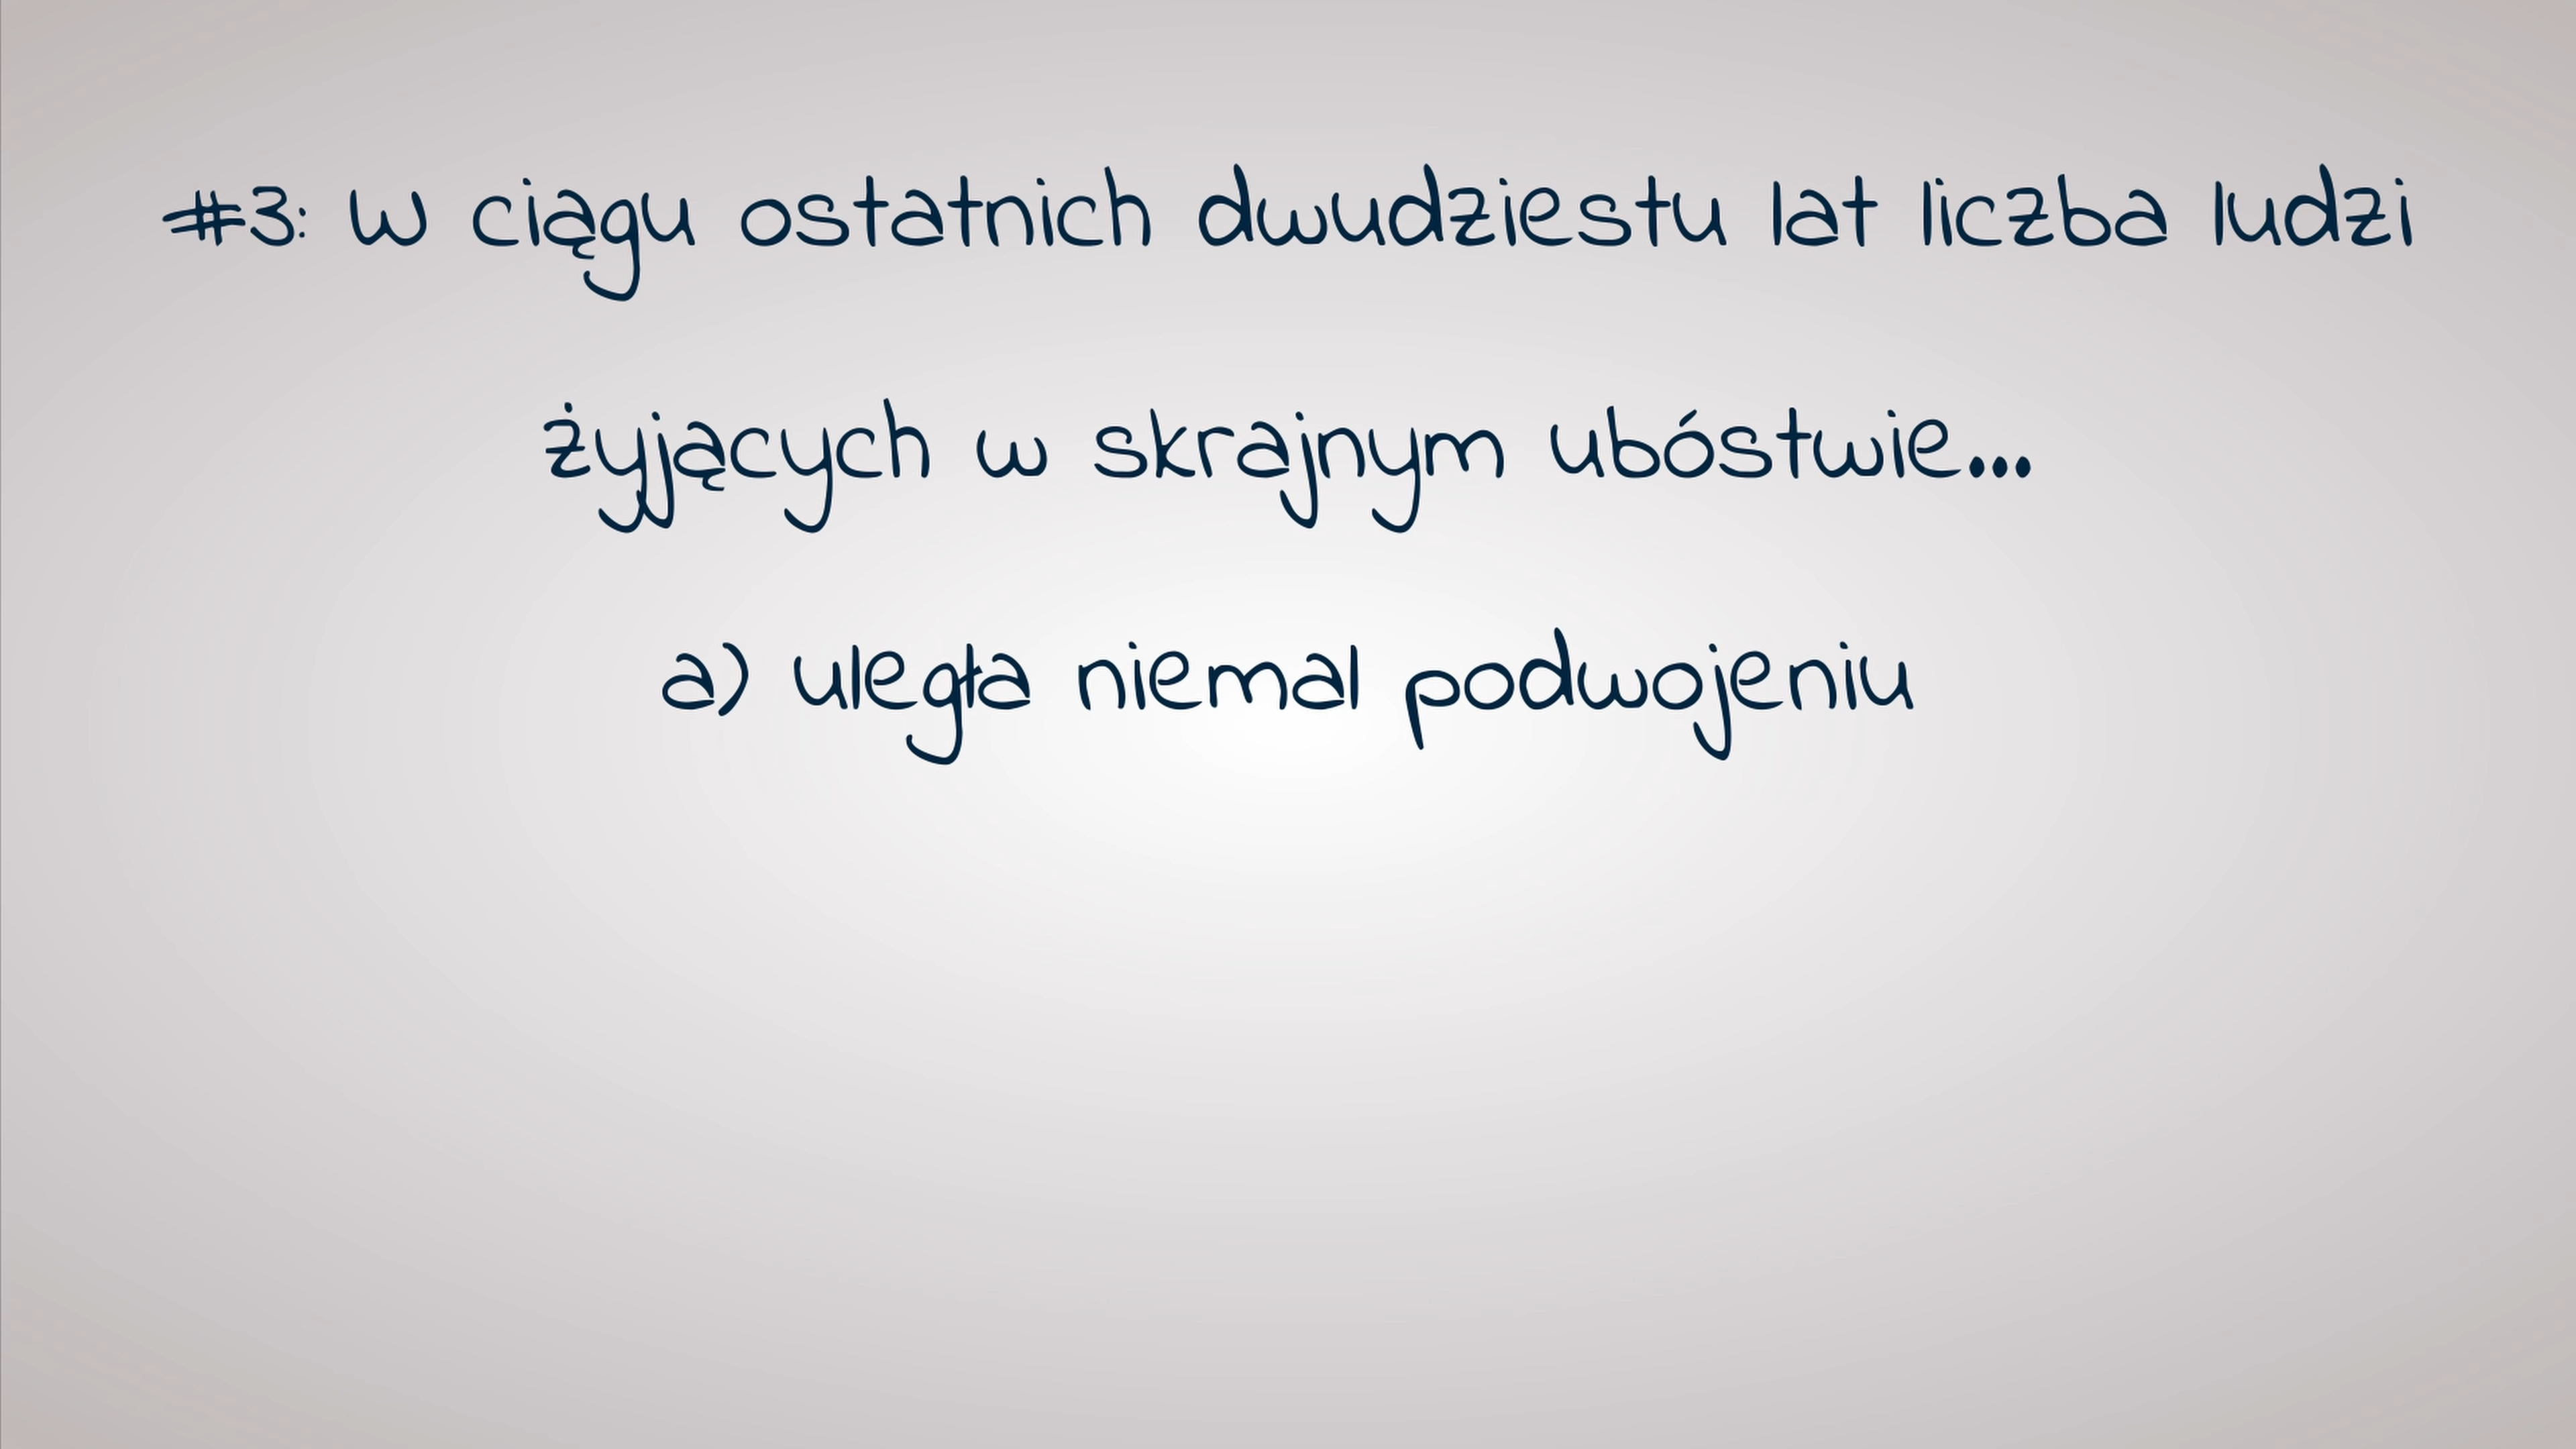 #3: W ciągu ostatnich dwudziestu lat liczba ludzi
żyjących w skrajnym ubóstwie...
a) uległa niemal podwojeniu